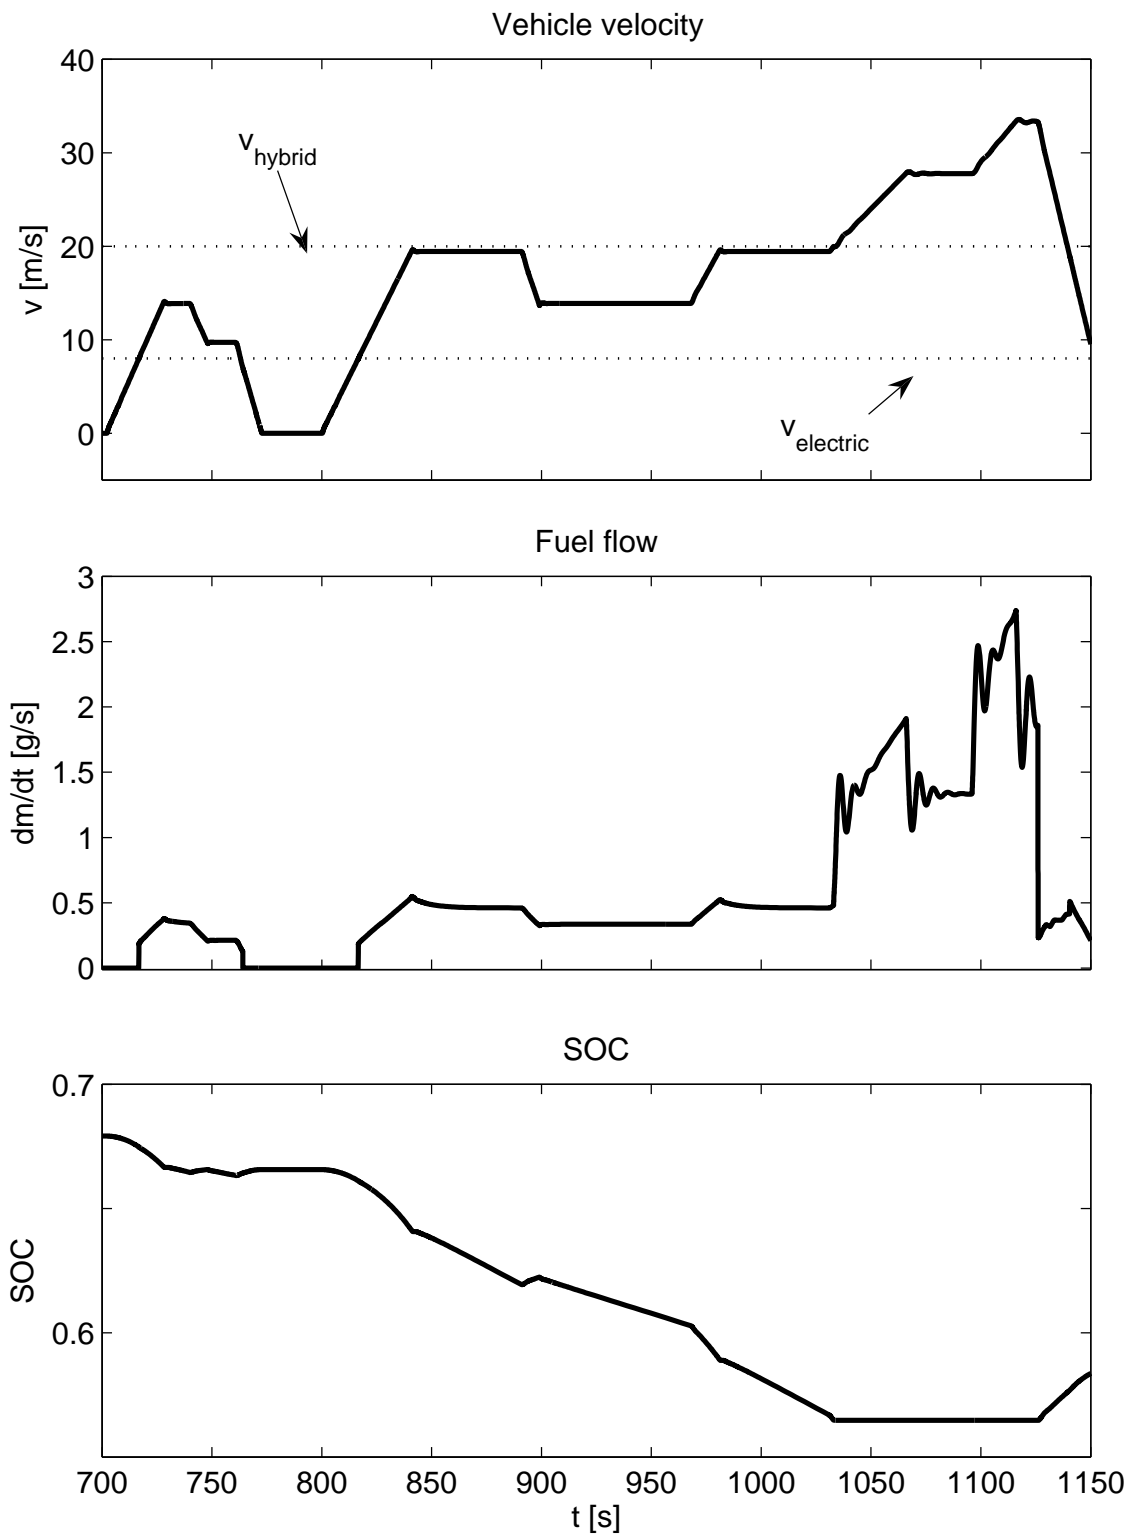 Vehicle velocity
40
30
20
10
0
v [m/s]
v_hybrid
v_electric
Fuel flow
3
2.5
2
1.5
1
0.5
0
dm/dt [g/s]
SOC
0.7
0.6
SOC
700 750 800 850 900 950 1000 1050 1100 1150
t [s]